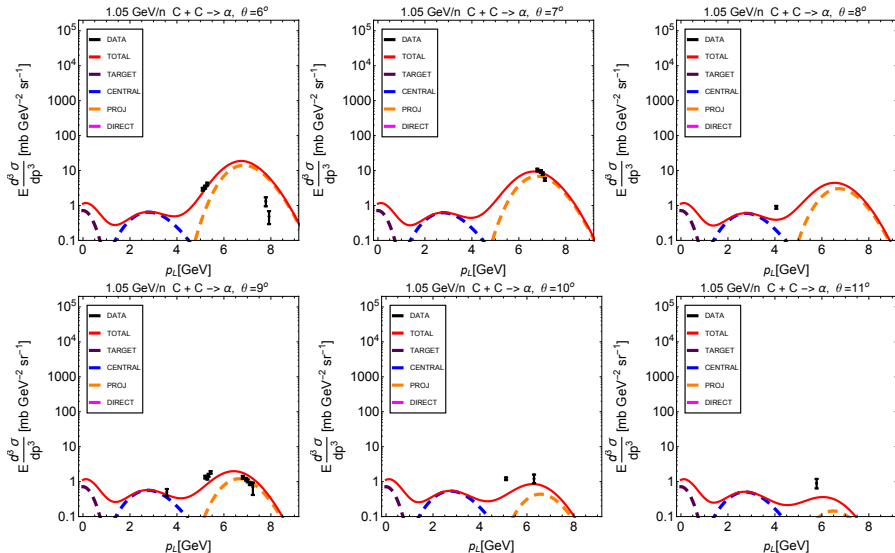 1.05 GeV/n C + C -> α, θ =6°
1.05 GeV/n C + C -> α, θ =7°
1.05 GeV/n C + C -> α, θ =8°
10⁵
10⁴
1000
100
10
1
0.1
DATA
TOTAL
TARGET
CENTRAL
PROJ
DIRECT
E d³ σ / dp³ [mb GeV⁻² sr⁻¹]
0 2 4 6 8
p_L[GeV]
10⁵
10⁴
1000
100
10
1
0.1
DATA
TOTAL
TARGET
CENTRAL
PROJ
DIRECT
E d³ σ / dp³ [mb GeV⁻² sr⁻¹]
0 2 4 6 8
p_L[GeV]
10⁵
10⁴
1000
100
10
1
0.1
DATA
TOTAL
TARGET
CENTRAL
PROJ
DIRECT
E d³ σ / dp³ [mb GeV⁻² sr⁻¹]
0 2 4 6 8
p_L[GeV]
1.05 GeV/n C + C -> α, θ =9°
1.05 GeV/n C + C -> α, θ =10°
1.05 GeV/n C + C -> α, θ =11°
10⁵
10⁴
1000
100
10
1
0.1
DATA
TOTAL
TARGET
CENTRAL
PROJ
DIRECT
E d³ σ / dp³ [mb GeV⁻² sr⁻¹]
0 2 4 6 8
p_L[GeV]
10⁵
10⁴
1000
100
10
1
0.1
DATA
TOTAL
TARGET
CENTRAL
PROJ
DIRECT
E d³ σ / dp³ [mb GeV⁻² sr⁻¹]
0 2 4 6 8
p_L[GeV]
10⁵
10⁴
1000
100
10
1
0.1
DATA
TOTAL
TARGET
CENTRAL
PROJ
DIRECT
E d³ σ / dp³ [mb GeV⁻² sr⁻¹]
0 2 4 6 8
p_L[GeV]